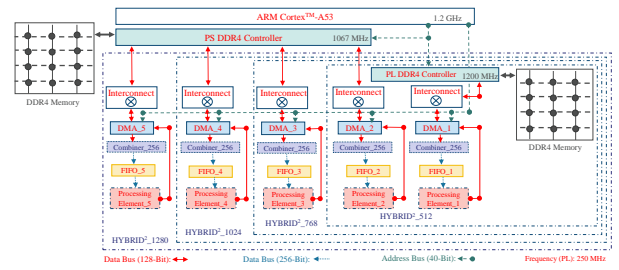 ARM Cortex™-A53 1.2 gHz
PS DDR4 Controller 1067 MHz
PL DDR4 Controller
1200 MHz
DDR4 Memory
DDR4 Memory
Interconnect Interconnect Interconnect Interconnect Interconnect
DMA_5 DMA_4 DMA_3 DMA_2 DMA_1
Combiner_256 Combiner_256 Combiner_256 Combiner_256 Combiner_256
FIFO_5 FIFO_4 FIFO_3 FIFO_2 FIFO_1
Processing Processing Processing Processing Processing
Element_5 Element_4 Element_3 Element_2 Element_1
HYBRID²_512
HYBRID²_768
HYBRID²_1024
HYBRID²_1280
Data Bus (128-Bit): Data Bus (256-Bit): Address Bus (40-Bit): Frequency (PL): 250 MHz